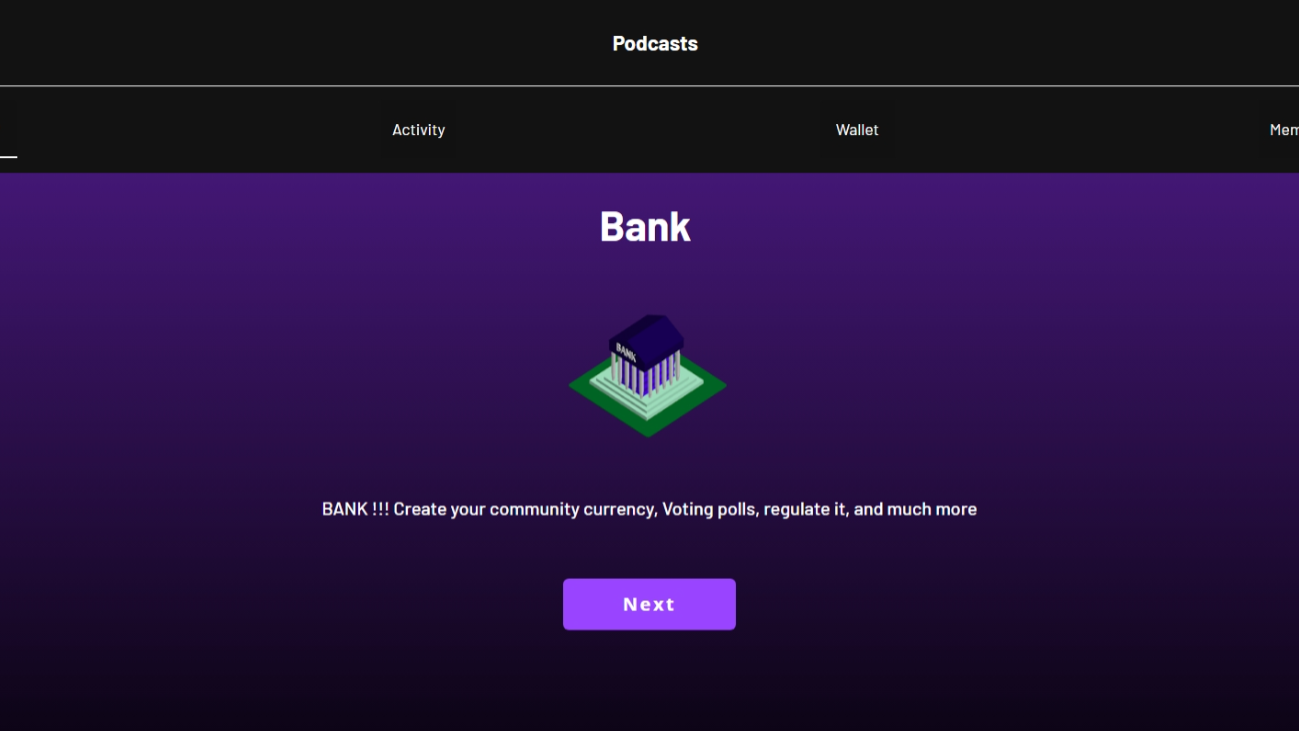 Podcasts
Activity
Wallet
Mem
Bank
BANK
BANK !!! Create your community currency, Voting polls, regulate it, and much more
Next